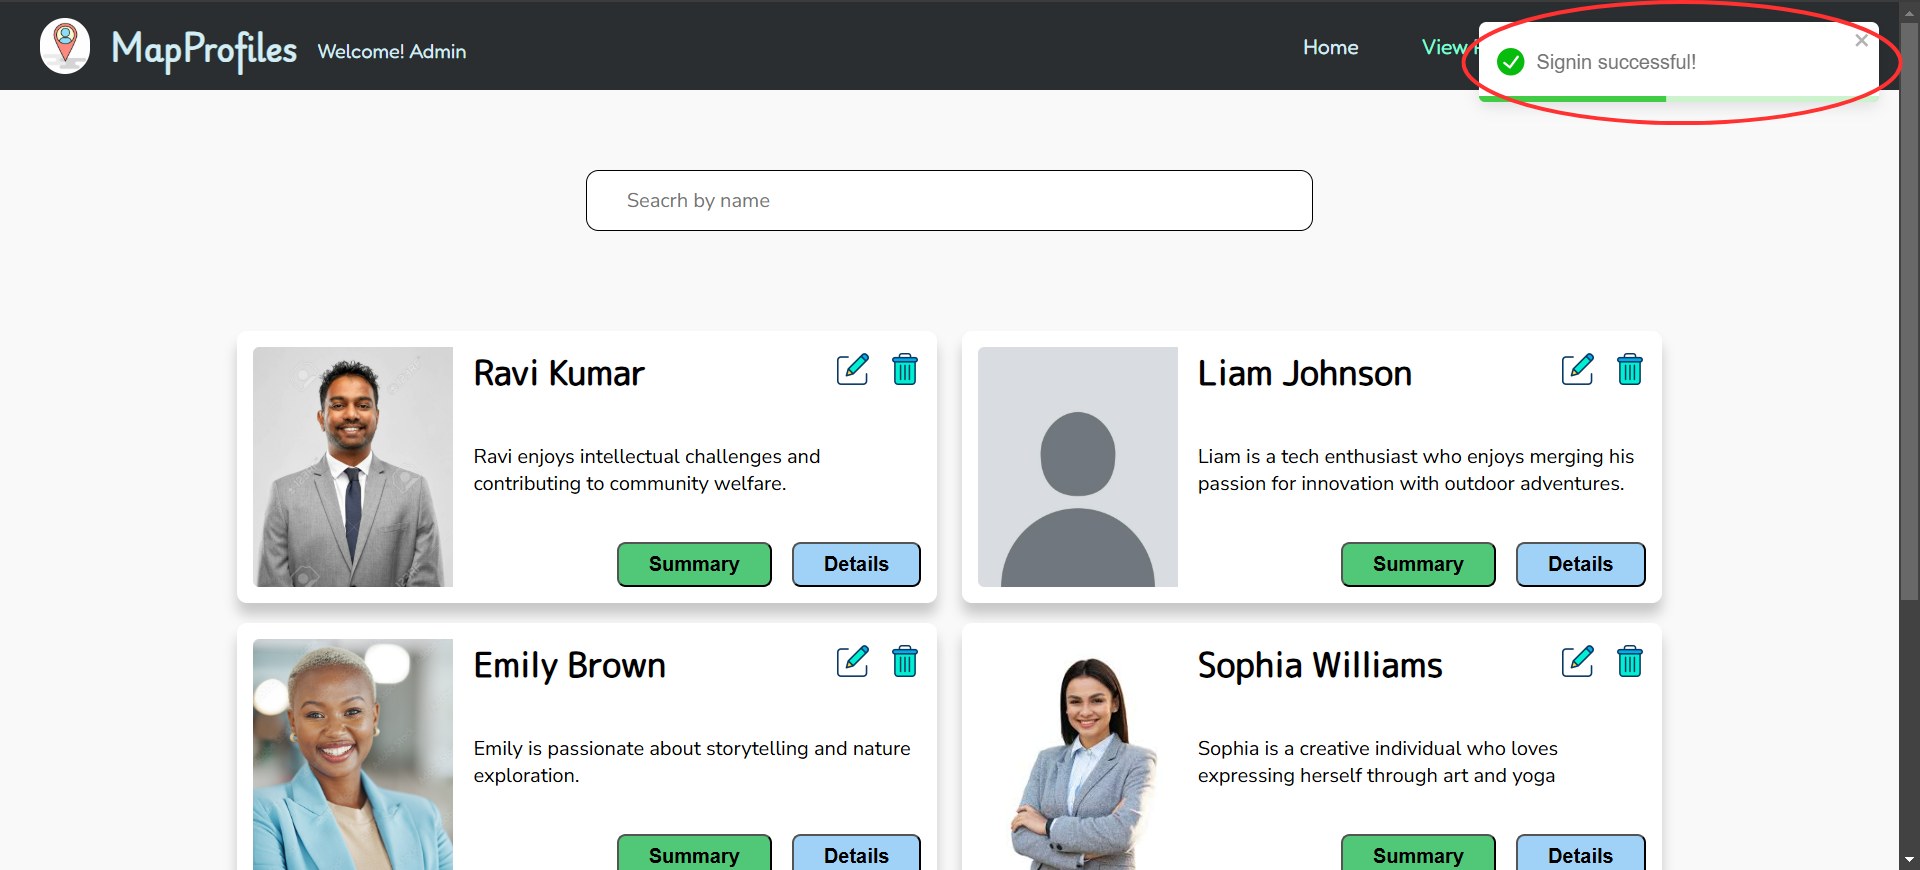 MapProfiles
Welcome! Admin
Home
View
Signin successful!
Seacrh by name
Ravi Kumar
Ravi enjoys intellectual challenges and
contributing to community welfare.
Summary
Details
Liam Johnson
Liam is a tech enthusiast who enjoys merging his
passion for innovation with outdoor adventures.
Summary
Details
Emily Brown
Emily is passionate about storytelling and nature
exploration.
Summary
Details
Sophia Williams
Sophia is a creative individual who loves
expressing herself through art and yoga
Summary
Details